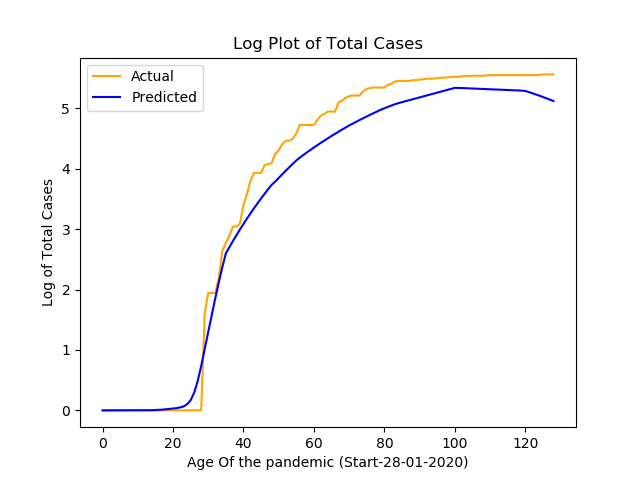 Log Plot of Total Cases
Actual
Predicted
5
4
3
2
1
0
Log of Total Cases
0 20 40 60 80 100 120
Age Of the pandemic (Start-28-01-2020)